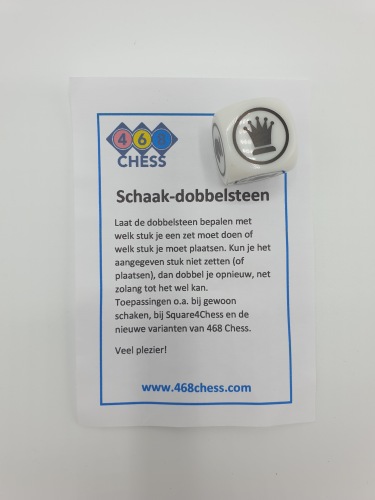 4 6 8
CHESS
Schaak-dobbelsteen
Laat de dobbelsteen bepalen met
welk stuk je een zet moet doen of
welk stuk je moet plaatsen. Kun je het
aangegeven stuk niet zetten (of
plaatsen), dan dobbel je opnieuw, net
zolang tot het wel kan.
Toepassingen o.a. bij gewoon
schaken, bij Square4Chess en de
nieuwe varianten van 468 Chess.
Veel plezier!
www.468chess.com